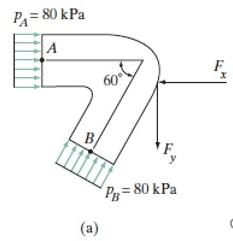 p_A = 80 kPa
A
60°
F_x
B
F_y
p_B = 80 kPa
(a)